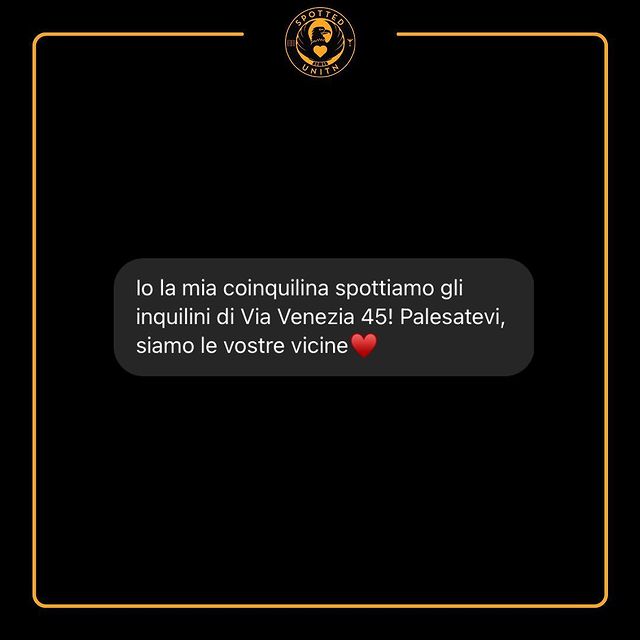 SPOTTED
UNITN
Io la mia coinquilina spottiamo gli
inquilini di Via Venezia 45! Palesatevi,
siamo le vostre vicine♥️